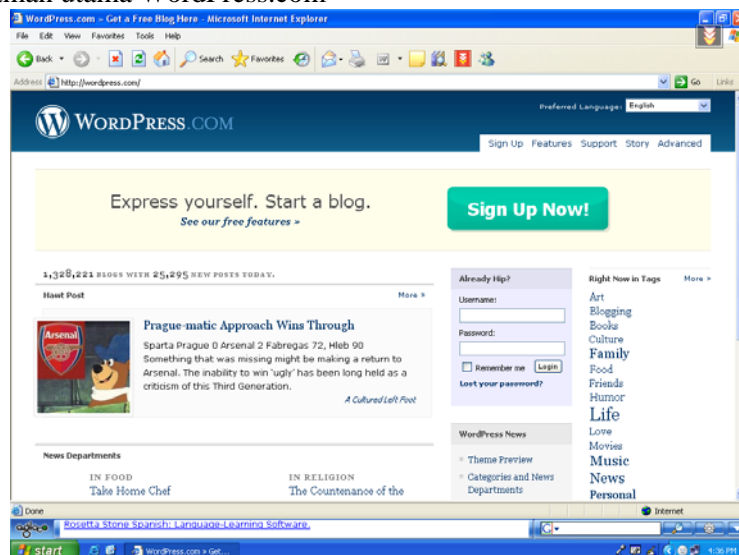 WordPress.com
WordPress.com » Get a Free Blog Here - Microsoft Internet Explorer
File Edit View Favorites Tools Help
Back Search Favorites
Address http://wordpress.com/ Go Links
Preferred Language: English
WORDPRESS.COM
Sign Up Features Support Story Advanced
Express yourself. Start a blog.
See our free features »
Sign Up Now!
1,328,221 BLOGS WITH 25,295 NEW POSTS TODAY.
Hawt Post More »
Prague-matic Approach Wins Through
Sparta Prague 0 Arsenal 2 Fabregas 72, Hleb 90
Something that was missing might be making a return to
Arsenal. The inability to win 'ugly' has been long held as a
criticism of this Third Generation.
A Cultured Left Foot
Arsenal
News Departments
IN FOOD
Take Home Chef
IN RELIGION
The Countenance of the
Already Hip?
Username:
Password:
Remember me Login
Lost your password?
WordPress News
Theme Preview
Categories and News
Departments
Right Now in Tags More »
Art
Blogging
Books
Culture
Family
Food
Friends
Humor
Life
Love
Movies
Music
News
Personal
Done Internet
Rosetta Stone Spanish: Language-Learning Software.
start WordPress.com » Get... 4:36 PM